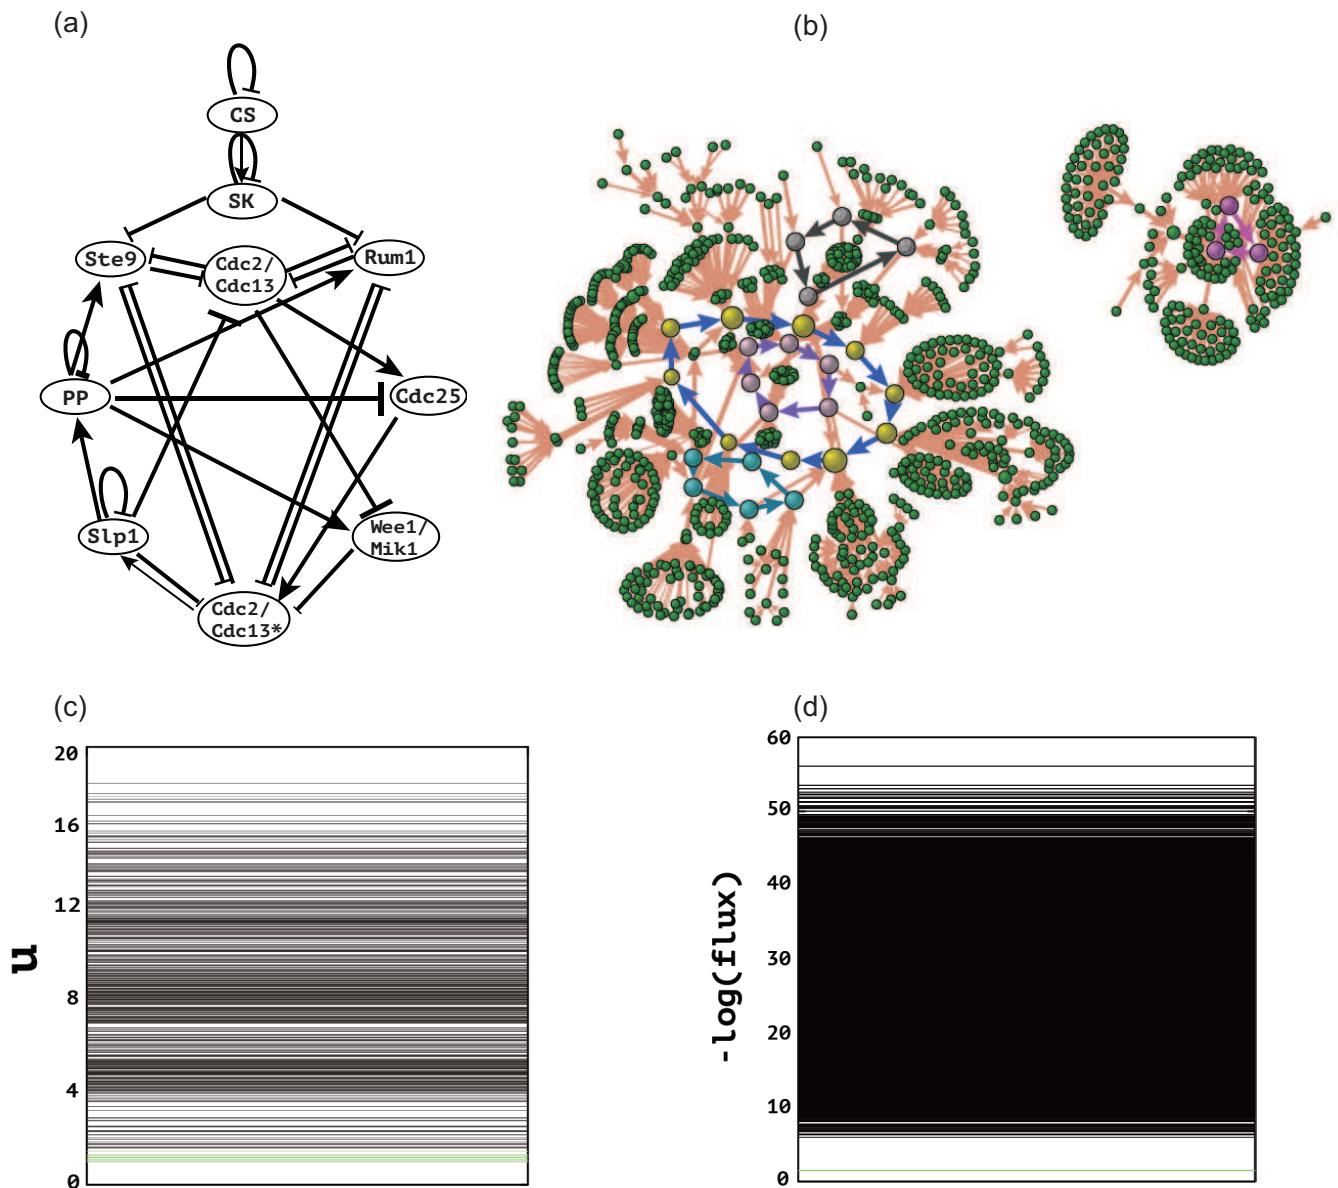 (a)
CS
SK
Ste9
Cdc2/
Cdc13
Rum1
PP
Cdc25
Slp1
Wee1/
Mik1
Cdc2/
Cdc13*
(b)
(c)
20
16
12
8
4
0
u
(d)
60
50
40
30
20
10
0
-log(flux)